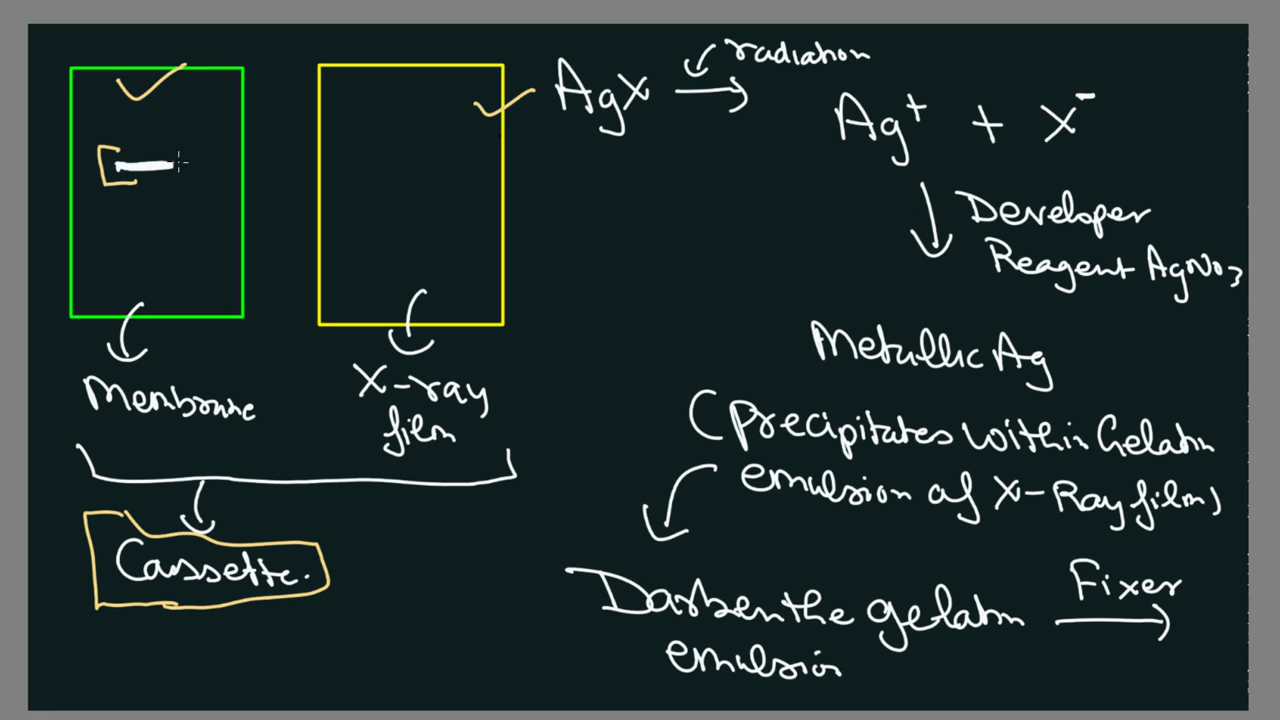 AgX
radiation
Ag⁺ + X⁻
Developer
Reagent AgNO3
Membrane
X-ray
film
Cassette.
Metallic Ag
(Precipitates within Gelatin
emulsion of X-Ray film)
Darken the gelatin
emulsion
Fixer